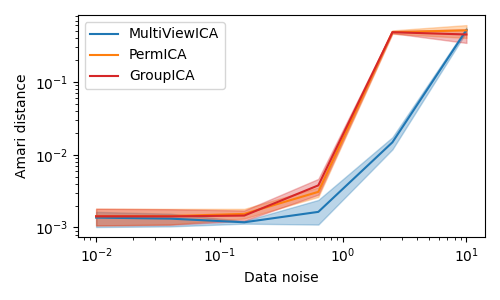 MultiViewICA
PermICA
GroupICA
Amari distance
10⁻¹
10⁻²
10⁻³
10⁻² 10⁻¹ 10⁰ 10¹
Data noise